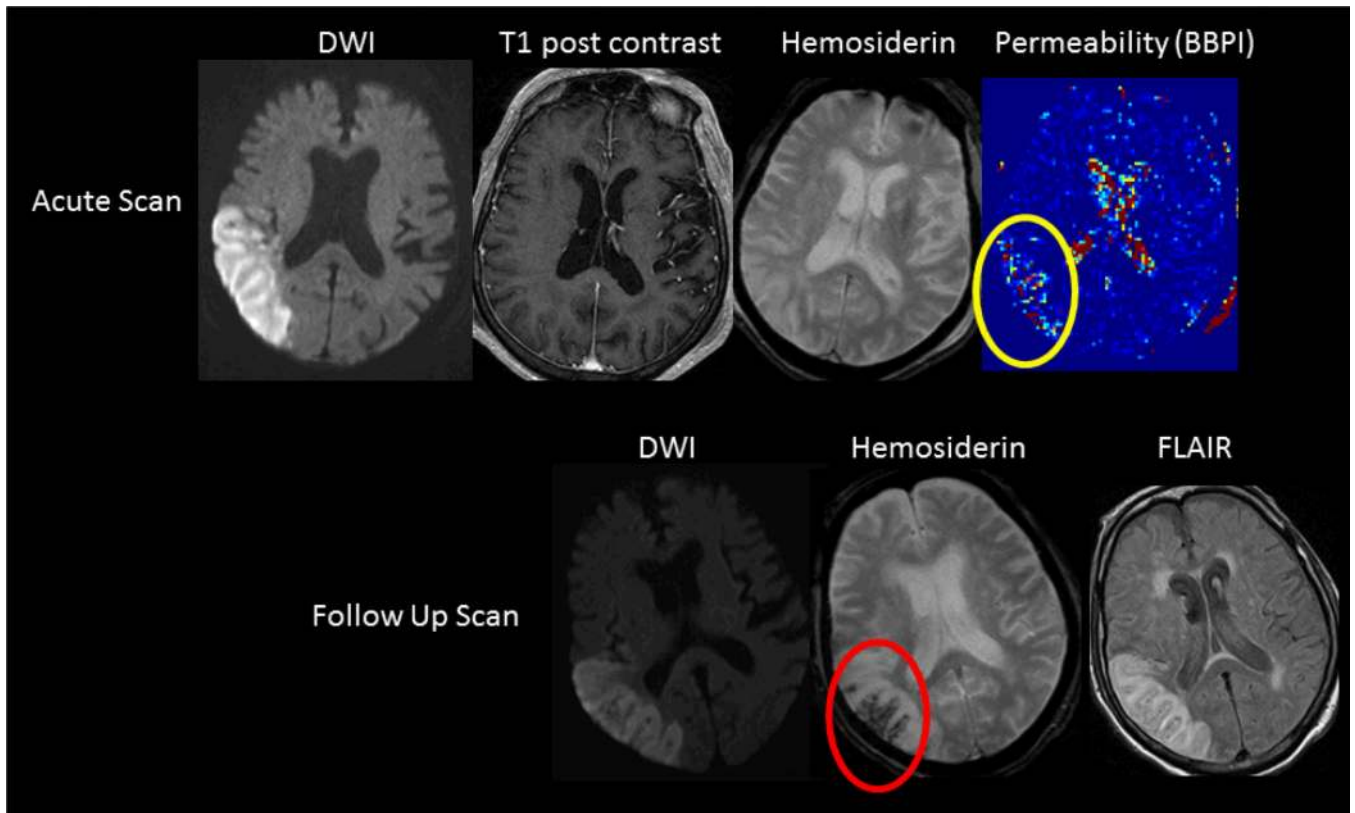 DWI
T1 post contrast
Hemosiderin
Permeability (BBPI)
Acute Scan
DWI
Hemosiderin
FLAIR
Follow Up Scan